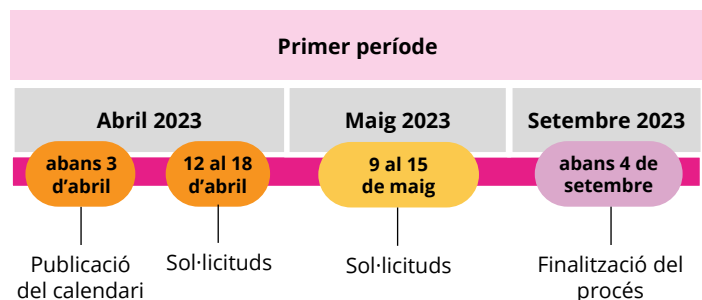 Primer període
Abril 2023
Maig 2023
Setembre 2023
abans 3
d’abril
12 al 18
d’abril
9 al 15
de maig
abans 4 de
setembre
Publicació
del calendari
Sol·licituds
Sol·licituds
Finalització del
procés